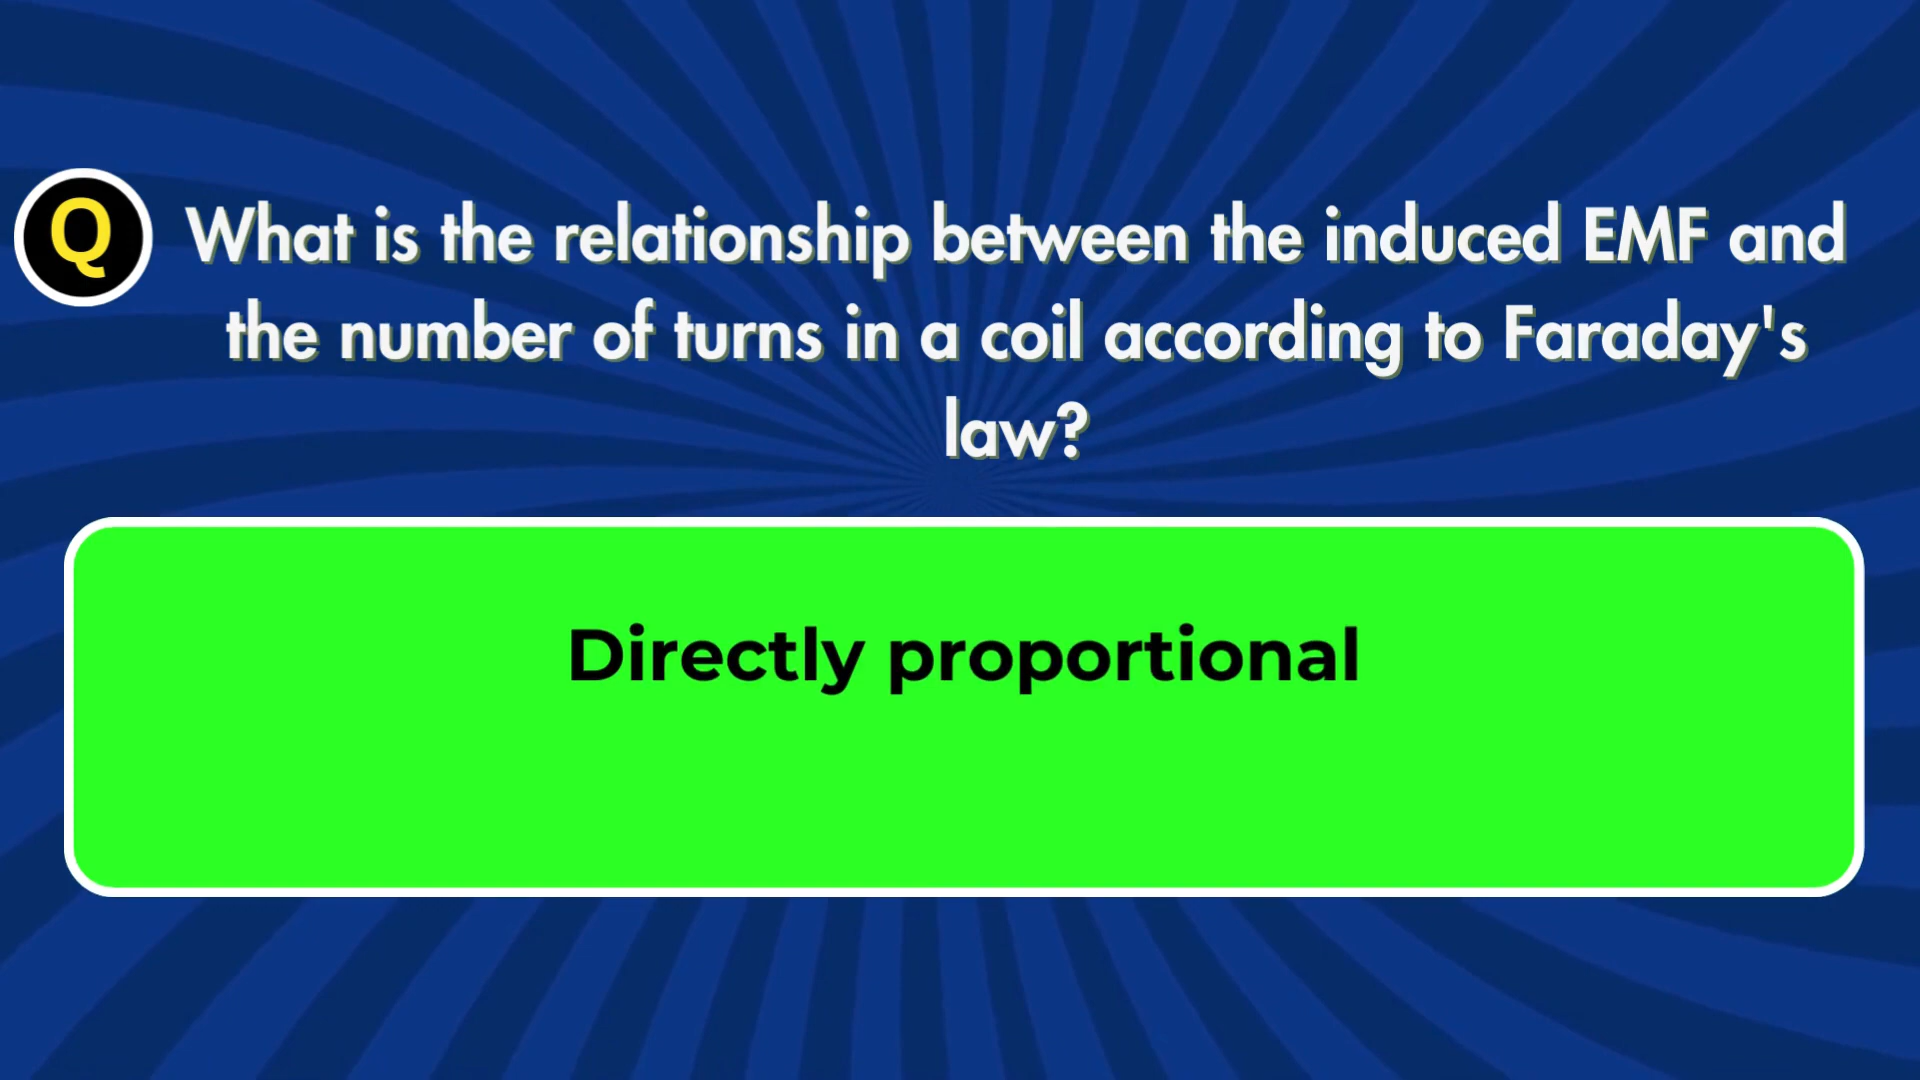 Q
What is the relationship between the induced EMF and
the number of turns in a coil according to Faraday's
law?
Directly proportional